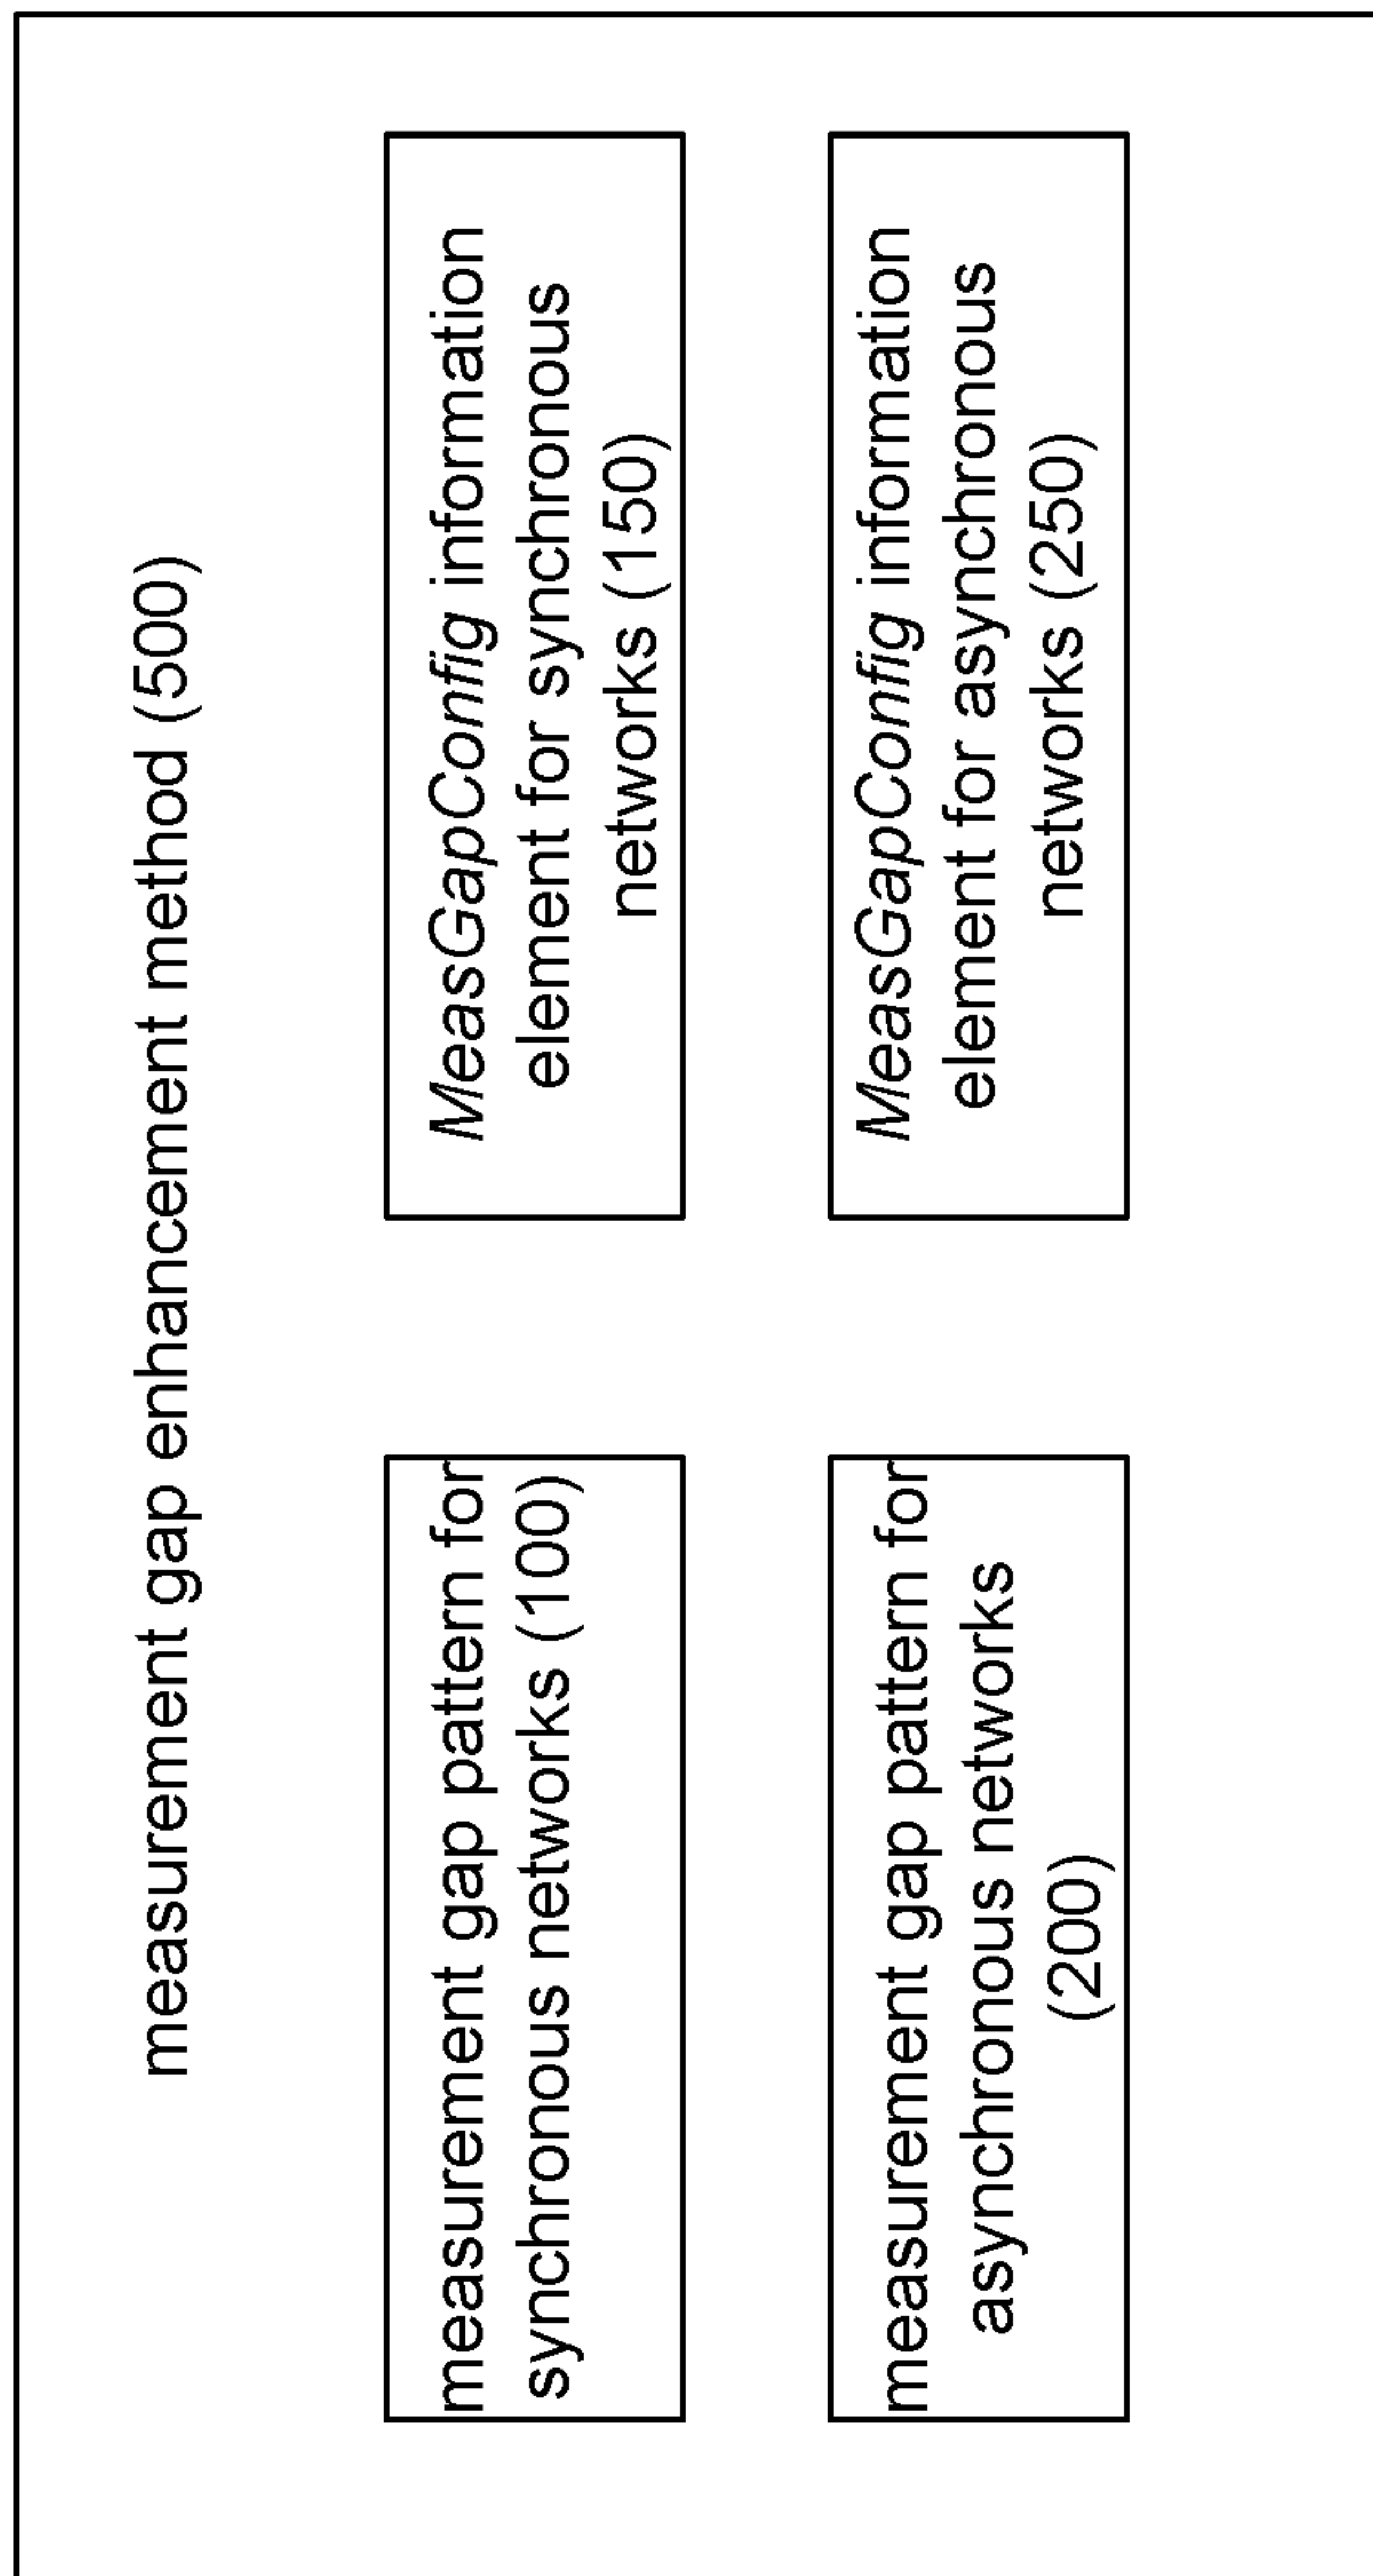 measurement gap enhancement method (500)
measurement gap pattern for
synchronous networks (100)
MeasGapConfig information
element for synchronous
networks (150)
measurement gap pattern for
asynchronous networks
(200)
MeasGapConfig information
element for asynchronous
networks (250)